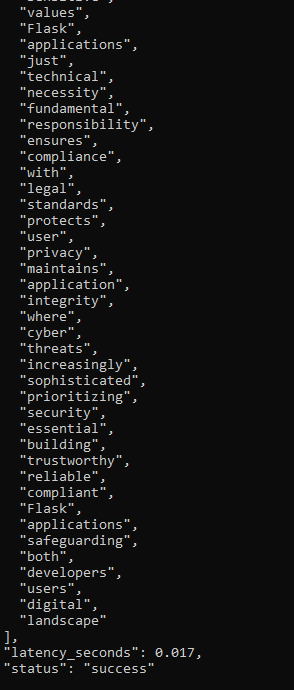 "values",
"Flask",
"applications",
"just",
"technical",
"necessity",
"fundamental",
"responsibility",
"ensures",
"compliance",
"with",
"legal",
"standards",
"protects",
"user",
"privacy",
"maintains",
"application",
"integrity",
"where",
"cyber",
"threats",
"increasingly",
"sophisticated",
"prioritizing",
"security",
"essential",
"building",
"trustworthy",
"reliable",
"compliant",
"Flask",
"applications",
"safeguarding",
"both",
"developers",
"users",
"digital",
"landscape"
],
"latency_seconds": 0.017,
"status": "success"